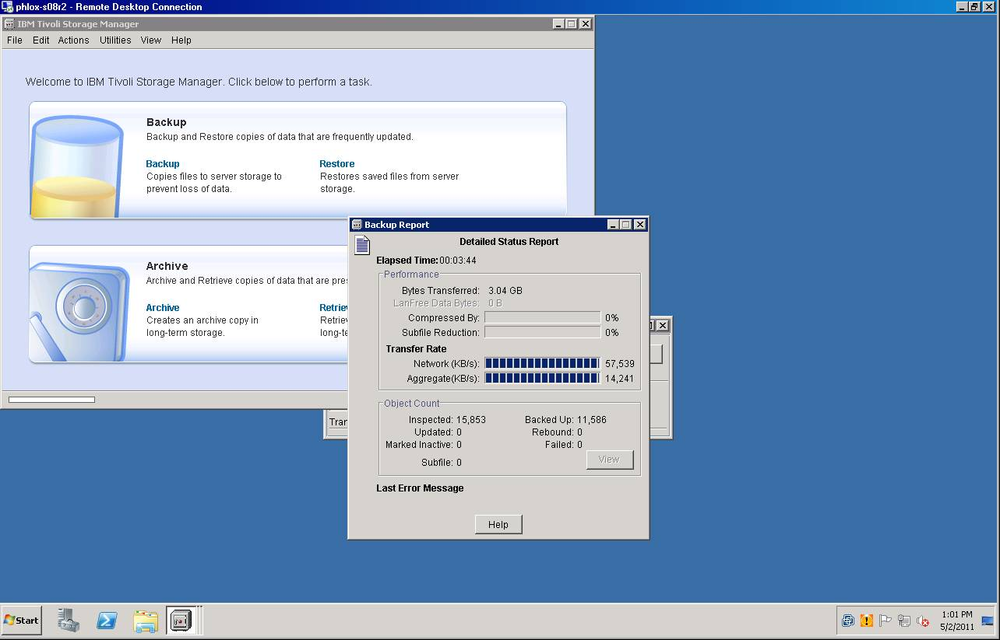 phlox-s08r2 - Remote Desktop Connection
IBM Tivoli Storage Manager
File Edit Actions Utilities View Help
Welcome to IBM Tivoli Storage Manager. Click below to perform a task.
Backup
Backup and Restore copies of data that are frequently updated.
Backup Restore
Copies files to server storage to Restores saved files from server
prevent loss of data. storage.
Archive
Archive and Retrieve copies of data that are pres
Archive Retriev
Creates an archive copy in Retriev
long-term storage. long-te
Backup Report
Detailed Status Report
Elapsed Time: 00:03:44
Performance
Bytes Transferred: 3.04 GB
LanFree Data Bytes: 0 B
Compressed By: 0%
Subfile Reduction: 0%
Transfer Rate
Network (KB/s): 57,539
Aggregate(KB/s): 14,241
Object Count
Inspected: 15,853 Backed Up: 11,586
Updated: 0 Rebound: 0
Marked Inactive: 0 Failed: 0
Subfile: 0 View
Last Error Message
Help
Tran
Start
1:01 PM
5/2/2011